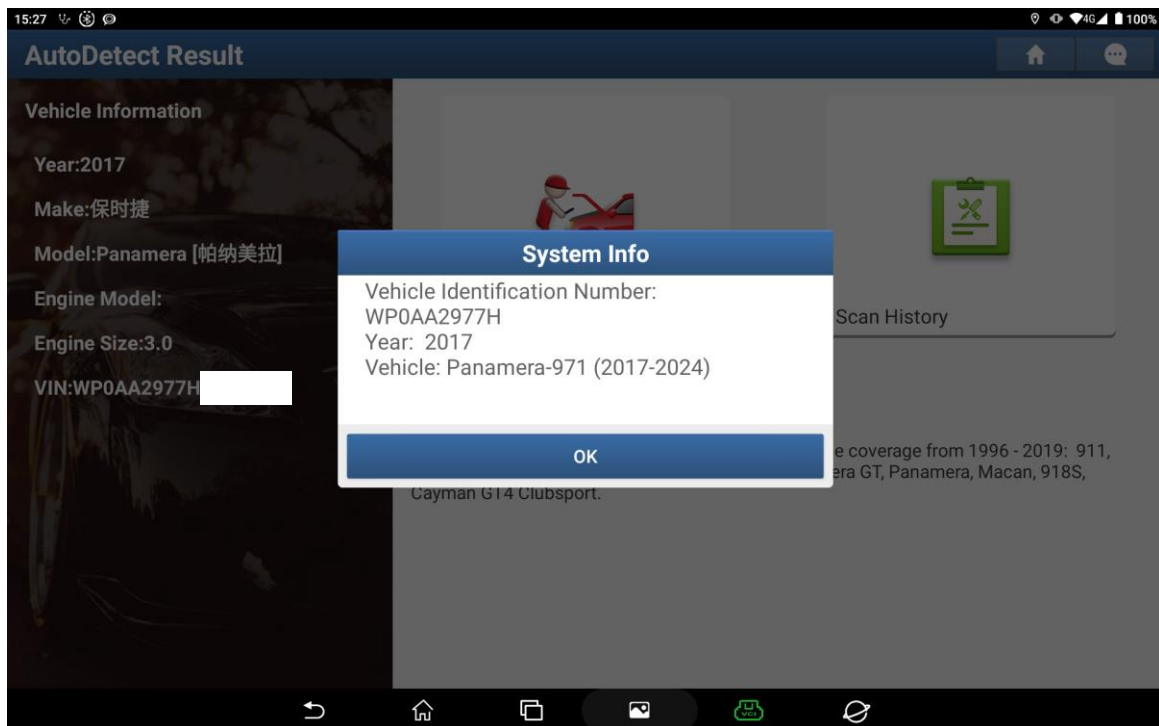 15:27
4G 100%
AutoDetect Result
Vehicle Information
Year:2017
Make:保时捷
Model:Panamera [帕纳美拉]
Engine Model:
Engine Size:3.0
VIN:WP0AA2977H
System Info
Vehicle Identification Number:
WP0AA2977H
Year: 2017
Vehicle: Panamera-971 (2017-2024)
OK
Scan History
e coverage from 1996 - 2019: 911,
era GT, Panamera, Macan, 918S,
Cayman GT4 Clubsport.
VCI